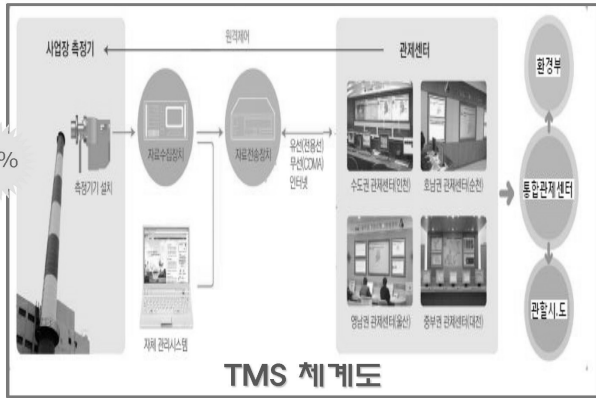 사업장 측정기
원격제어
관제센터
환경부
%
측정기기 설치
자료수집장치
자료전송장치
유선(전용선)
무선(CDMA)
인터넷
수도권 관제센터(인천)
호남권 관제센터(순천)
통합관제센터
영남권 관제센터(울산)
중부권 관제센터(대전)
관할시.도
자체 관리시스템
TMS 체계도